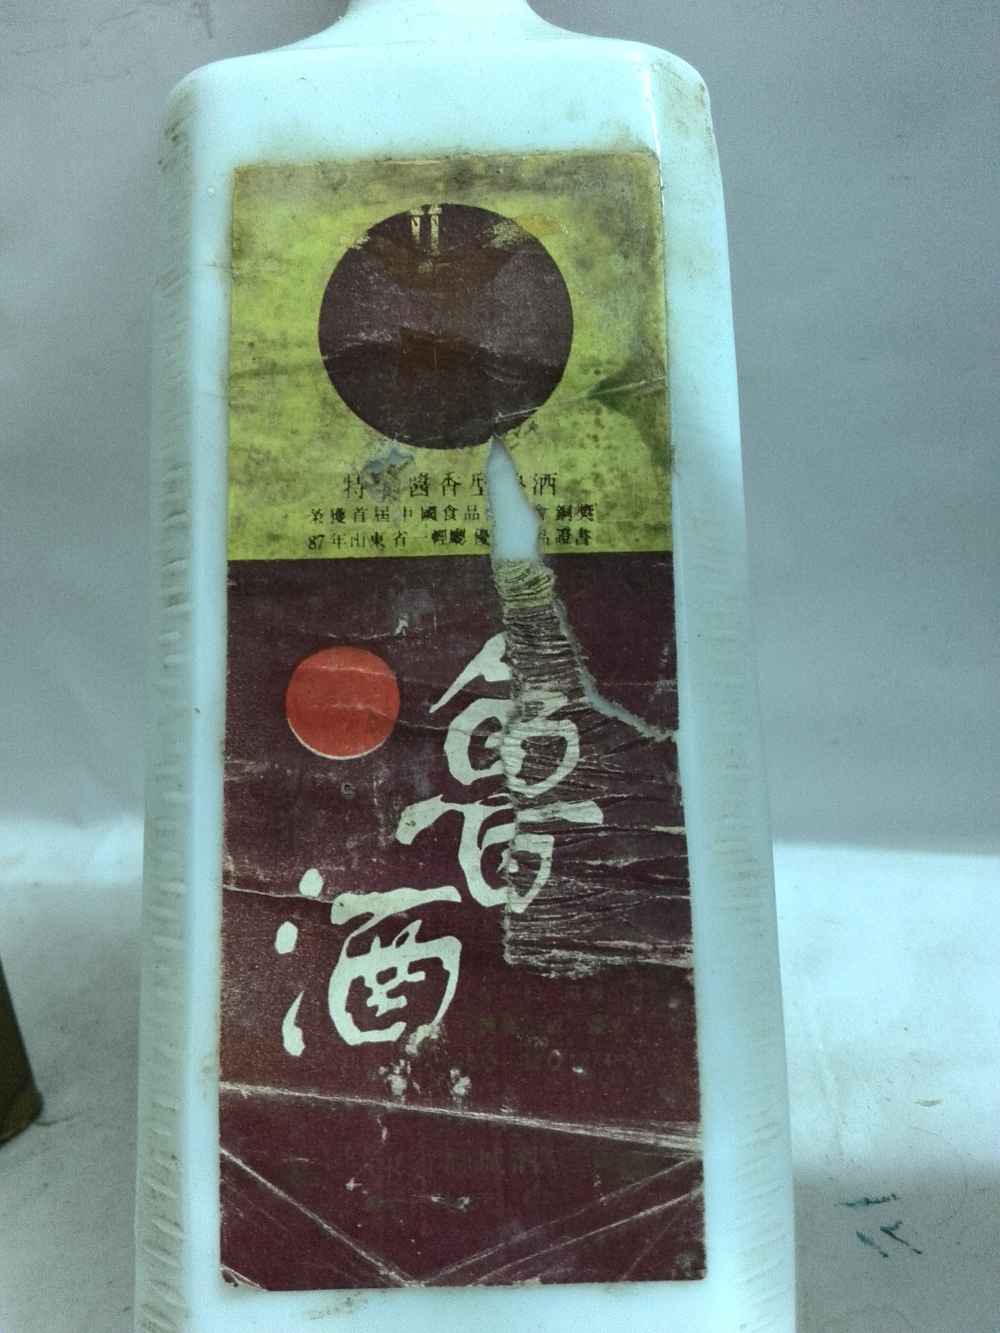 特 醬香型 酒
榮獲首屆中國食品 會銅獎
87年山東省一輕廳優 品證書
魯
酒